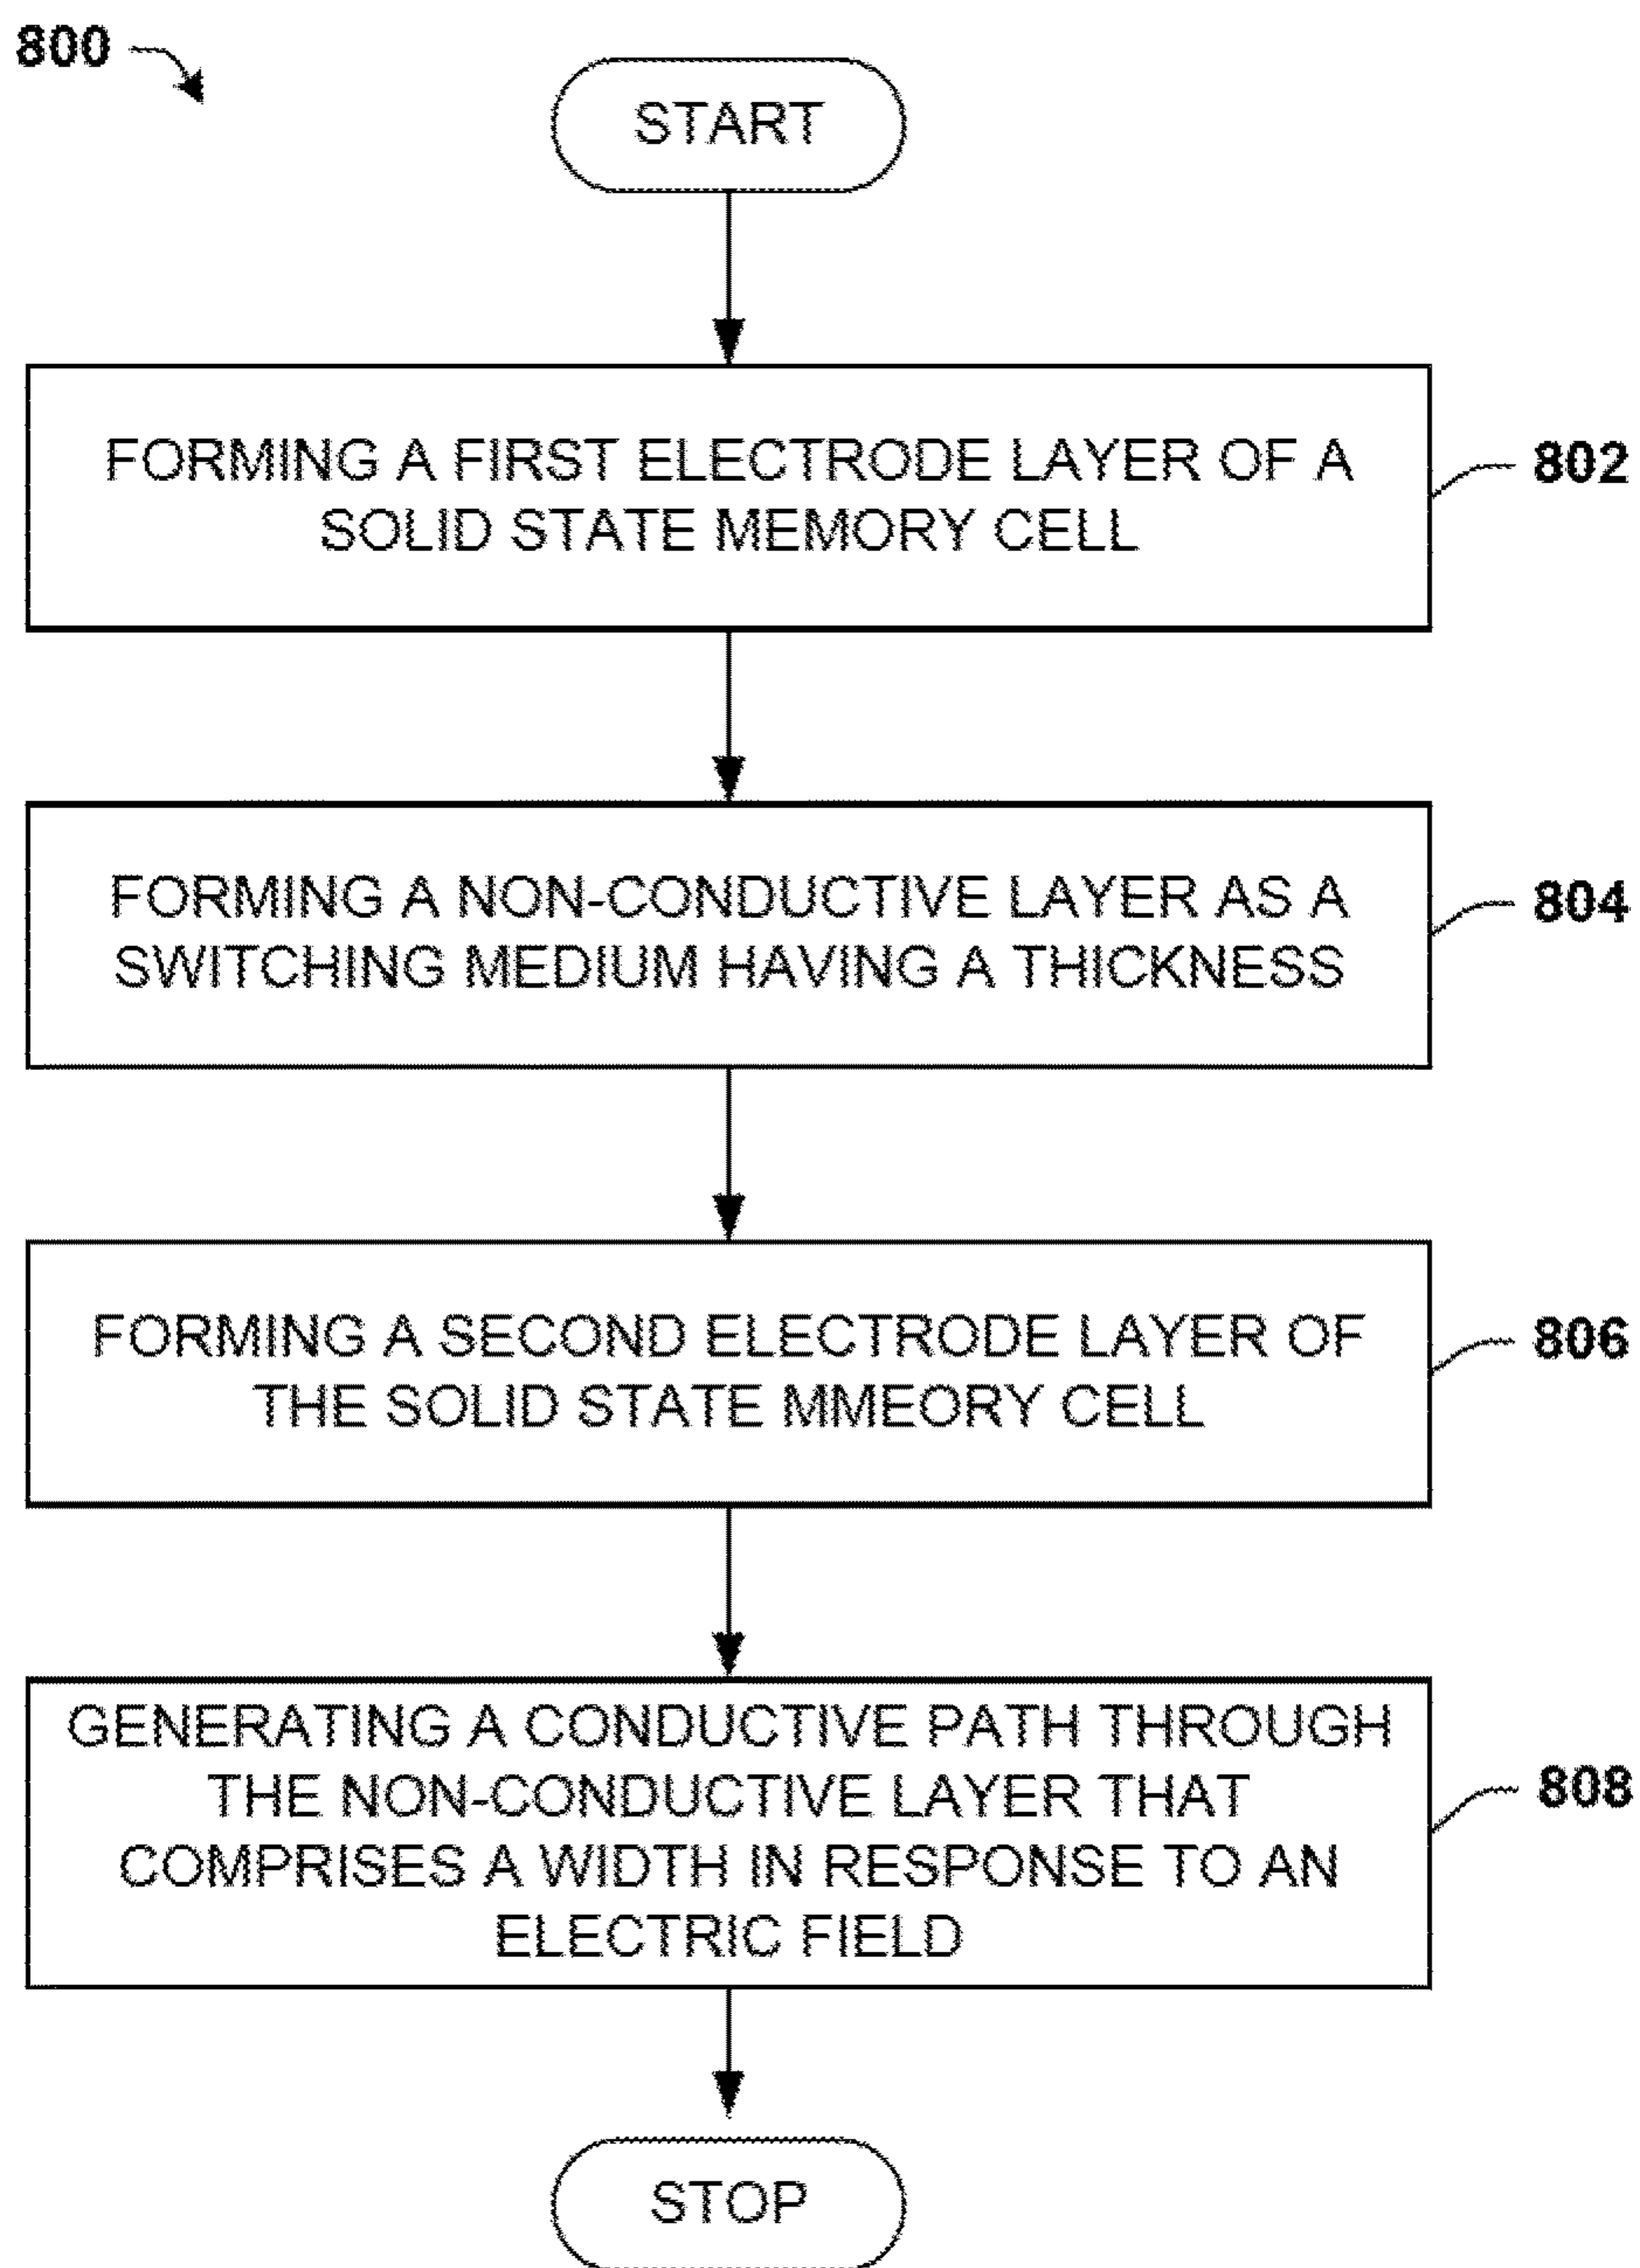 800
START
FORMING A FIRST ELECTRODE LAYER OF A
SOLID STATE MEMORY CELL
802
FORMING A NON-CONDUCTIVE LAYER AS A
SWITCHING MEDIUM HAVING A THICKNESS
804
FORMING A SECOND ELECTRODE LAYER OF
THE SOLID STATE MMEORY CELL
806
GENERATING A CONDUCTIVE PATH THROUGH
THE NON-CONDUCTIVE LAYER THAT
COMPRISES A WIDTH IN RESPONSE TO AN
ELECTRIC FIELD
808
STOP